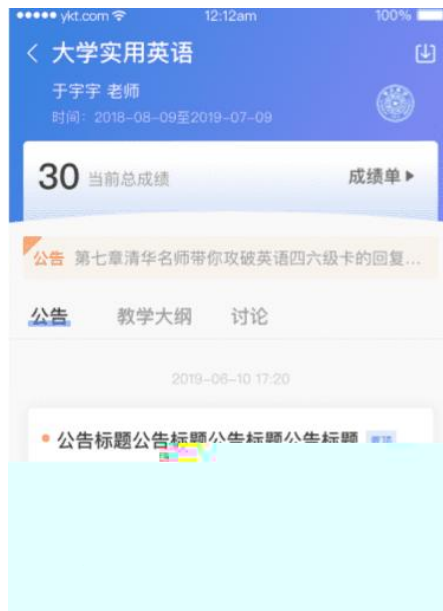 ykt.com 12:12am 100%
大学实用英语
于字字 老师
时间：2018-08-09至2019-07-09
30 当前总成绩 成绩单
公告 第七章清华名师带你攻破英语四六级卡的回复...
公告 教学大纲 讨论
2019-06-10 17:20
公告标题公告标题公告标题公告标题